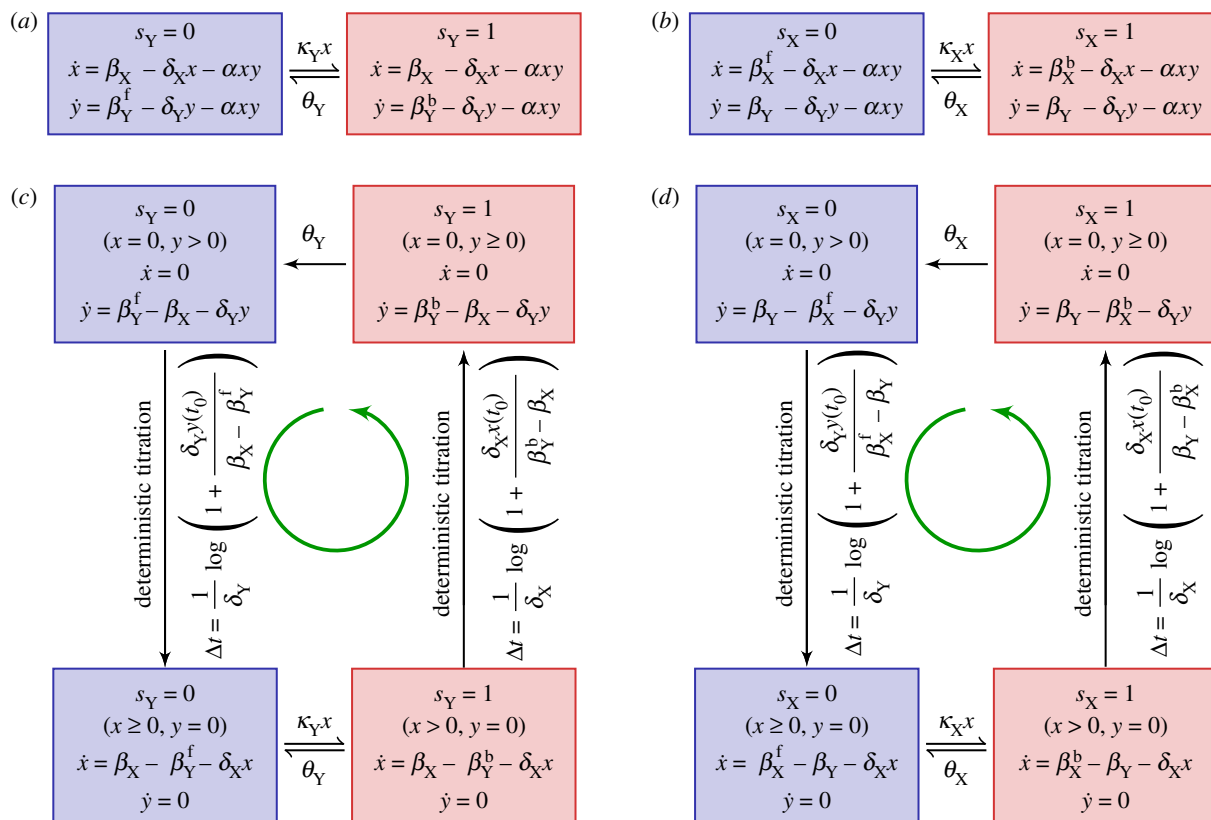 (a)
s_Y = 0
ẋ = β_X − δ_X x − αxy
ẏ = β_Y^f − δ_Y y − αxy
κ_Y x
θ_Y
s_Y = 1
ẋ = β_X − δ_X x − αxy
ẏ = β_Y^b − δ_Y y − αxy
(b)
s_X = 0
ẋ = β_X^f − δ_X x − αxy
ẏ = β_Y − δ_Y y − αxy
κ_X x
θ_X
s_X = 1
ẋ = β_X^b − δ_X x − αxy
ẏ = β_Y − δ_Y y − αxy
(c)
s_Y = 0
(x = 0, y > 0)
ẋ = 0
ẏ = β_Y^f − β_X − δ_Y y
θ_Y
s_Y = 1
(x = 0, y ≥ 0)
ẋ = 0
ẏ = β_Y^b − β_X − δ_Y y
deterministic titration
Δt = 1/δ_Y log (1 + δ_Y y(t_0)/(β_X − β_Y^f))
deterministic titration
Δt = 1/δ_X log (1 + δ_X x(t_0)/(β_Y^b − β_X))
s_Y = 0
(x ≥ 0, y = 0)
ẋ = β_X − β_Y^f − δ_X x
ẏ = 0
κ_Y x
θ_Y
s_Y = 1
(x > 0, y = 0)
ẋ = β_X − β_Y^b − δ_X x
ẏ = 0
(d)
s_X = 0
(x = 0, y > 0)
ẋ = 0
ẏ = β_Y − β_X^f − δ_Y y
θ_X
s_X = 1
(x = 0, y ≥ 0)
ẋ = 0
ẏ = β_Y − β_X^b − δ_Y y
deterministic titration
Δt = 1/δ_Y log (1 + δ_Y y(t_0)/(β_X^f − β_Y))
deterministic titration
Δt = 1/δ_X log (1 + δ_X x(t_0)/(β_Y − β_X^b))
s_X = 0
(x ≥ 0, y = 0)
ẋ = β_X^f − β_Y − δ_X x
ẏ = 0
κ_X x
θ_X
s_X = 1
(x > 0, y = 0)
ẋ = β_X^b − β_Y − δ_X x
ẏ = 0